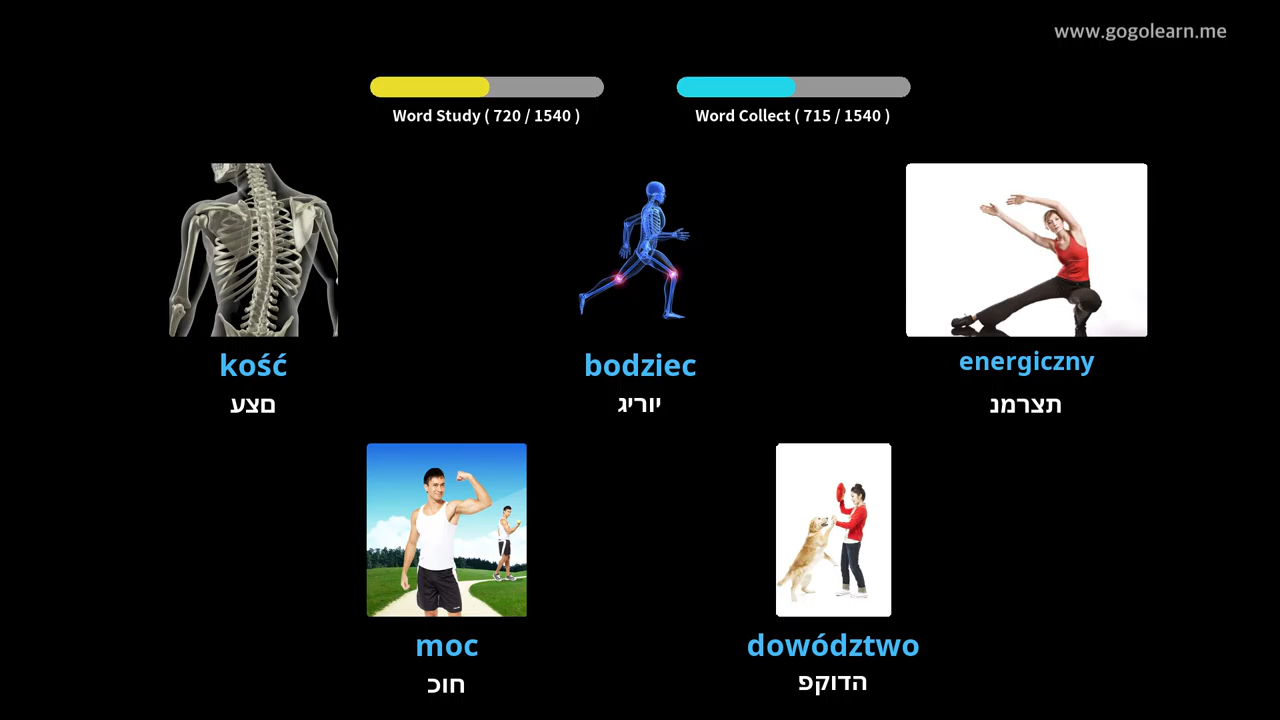 www.gogolearn.me
Word Study ( 720 / 1540 )
Word Collect ( 715 / 1540 )
kość
bodziec
energiczny
םצע
יוריג
תצרמנ
moc
dowództwo
חוכ
הדוקפ